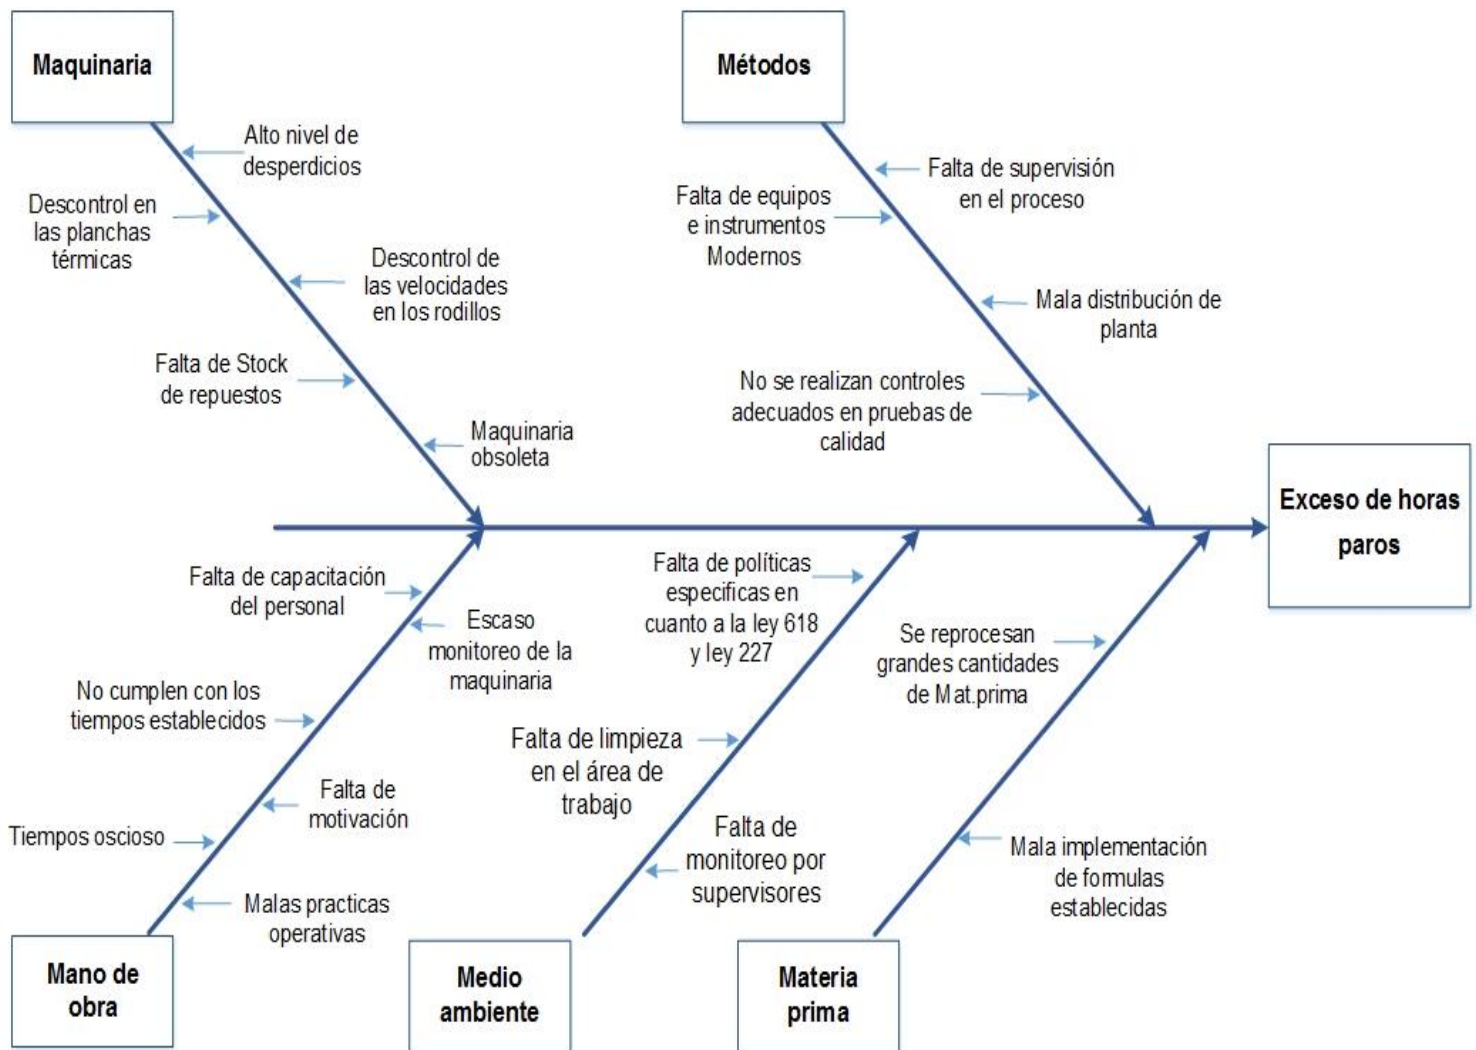 Maquinaria
Métodos
Alto nivel de
desperdicios
Falta de supervisión
en el proceso
Descontrol en
las planchas
térmicas
Falta de equipos
e instrumentos
Modernos
Descontrol de
las velocidades
en los rodillos
Mala distribución de
planta
Falta de Stock
de repuestos
No se realizan controles
adecuados en pruebas de
calidad
Maquinaria
obsoleta
Exceso de horas
paros
Falta de capacitación
del personal
Escaso
monitoreo de la
maquinaria
Falta de políticas
especificas en
cuanto a la ley 618
y ley 227
Se reprocesan
grandes cantidades
de Mat.prima
No cumplen con los
tiempos establecidos
Falta de limpieza
en el área de
trabajo
Falta de
motivación
Tiempos oscioso
Falta de
monitoreo por
supervisores
Mala implementación
de formulas
establecidas
Malas practicas
operativas
Mano de
obra
Medio
ambiente
Materia
prima